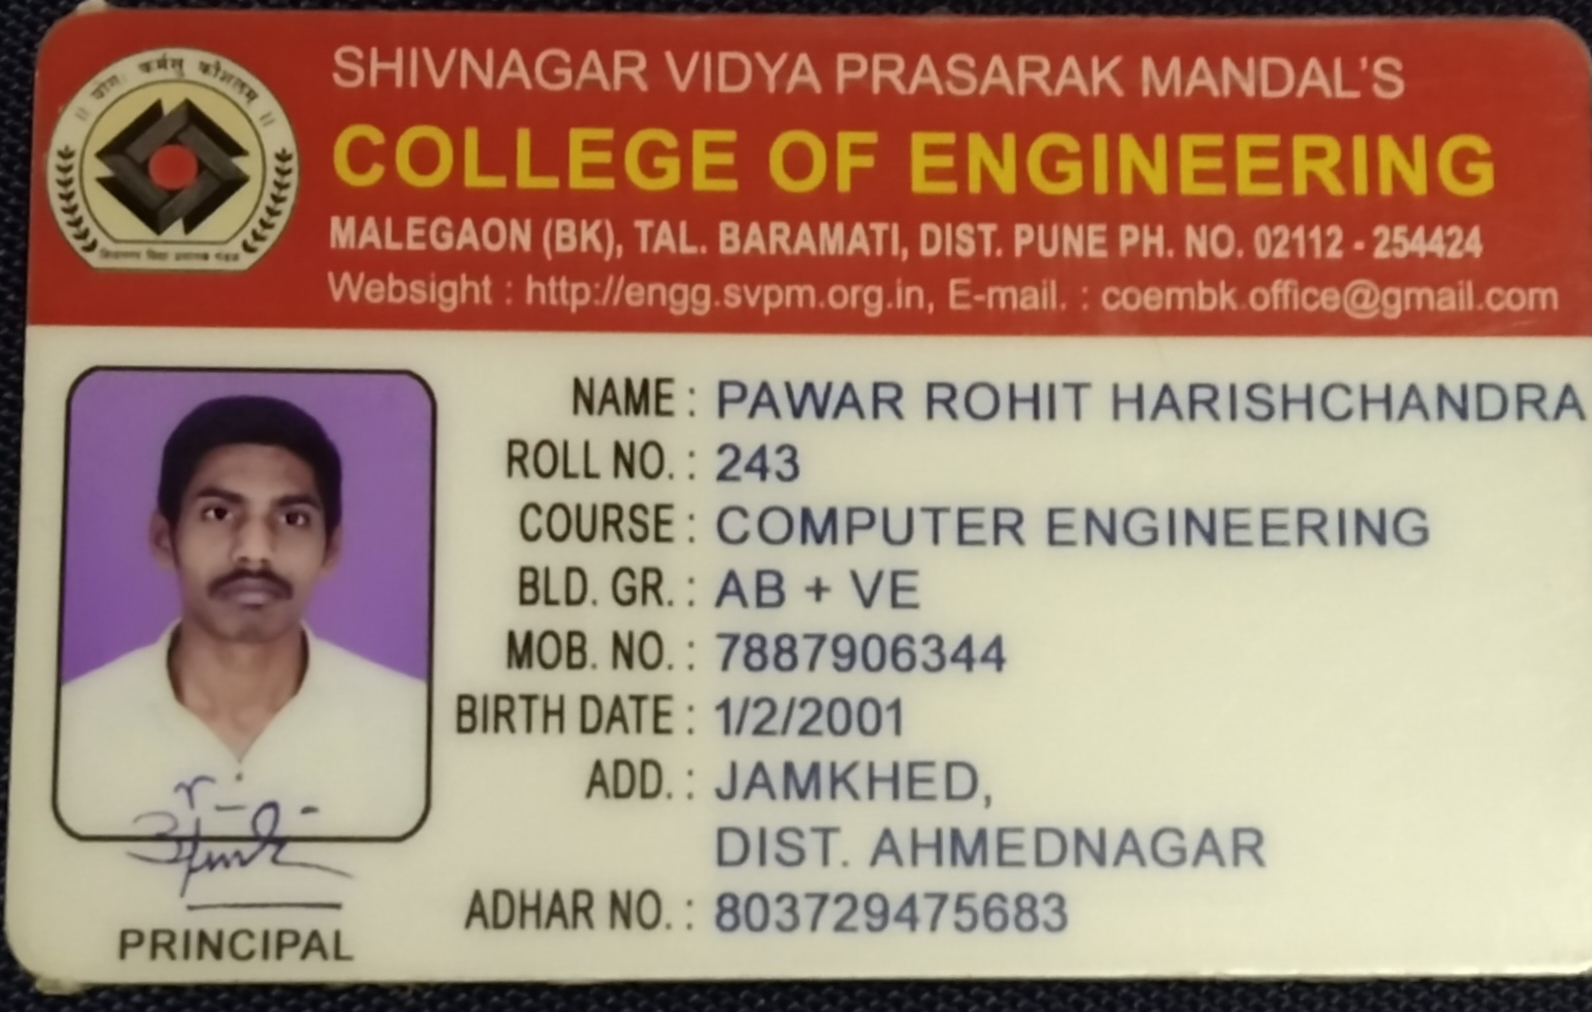 || योगः कर्मसु कौशलम् ||
SHIVNAGAR VIDYA PRASARAK MANDAL'S
COLLEGE OF ENGINEERING
MALEGAON (BK), TAL. BARAMATI, DIST. PUNE PH. NO. 02112 - 254424
Websight : http://engg.svpm.org.in, E-mail. : coembk.office@gmail.com
NAME : PAWAR ROHIT HARISHCHANDRA
ROLL NO. : 243
COURSE : COMPUTER ENGINEERING
BLD. GR. : AB + VE
MOB. NO. : 7887906344
BIRTH DATE : 1/2/2001
ADD. : JAMKHED,
DIST. AHMEDNAGAR
ADHAR NO. : 803729475683
PRINCIPAL